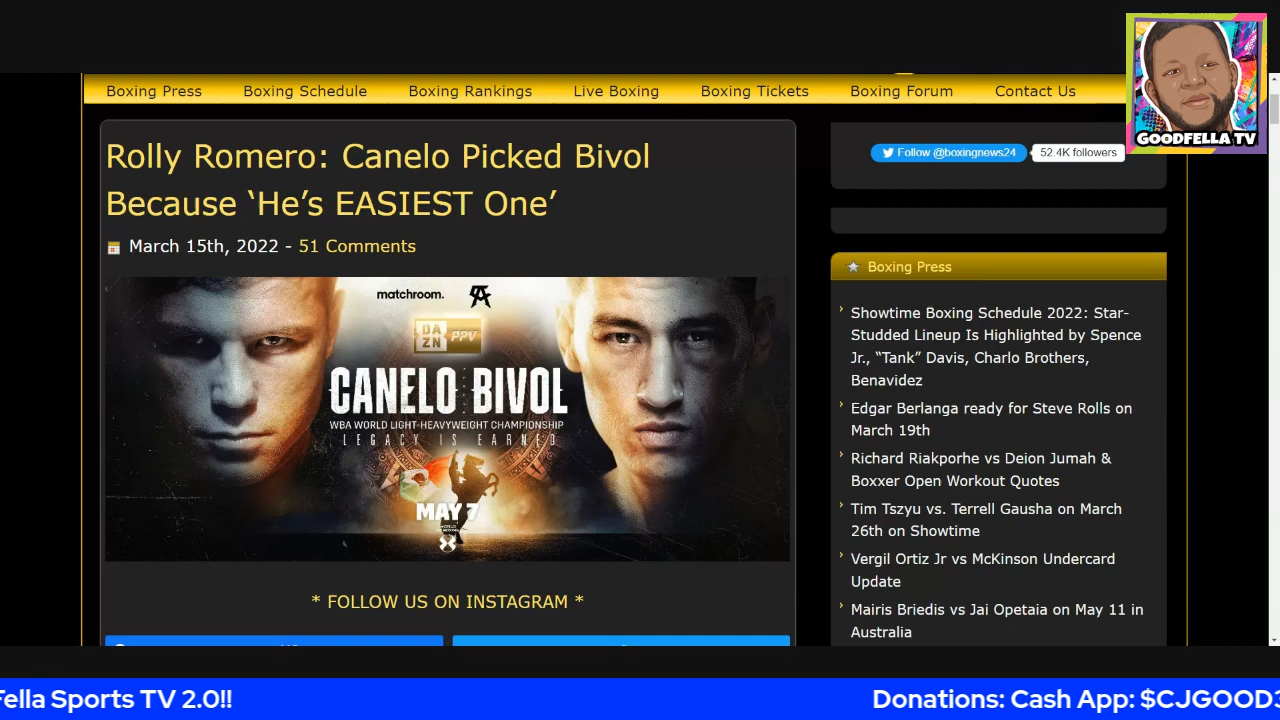 GOODFELLA TV
Boxing Press Boxing Schedule Boxing Rankings Live Boxing Boxing Tickets Boxing Forum Contact Us
Rolly Romero: Canelo Picked Bivol
Because ‘He’s EASIEST One’
March 15th, 2022 - 51 Comments
matchroom.
DAZN PPV
CANELO BIVOL
WBA WORLD LIGHT HEAVYWEIGHT CHAMPIONSHIP
LEGACY IS EARNED
MAY 7
* FOLLOW US ON INSTAGRAM *
Follow @boxingnews24 52.4K followers
Boxing Press
Showtime Boxing Schedule 2022: Star-
Studded Lineup Is Highlighted by Spence
Jr., “Tank” Davis, Charlo Brothers,
Benavidez
Edgar Berlanga ready for Steve Rolls on
March 19th
Richard Riakporhe vs Deion Jumah &
Boxxer Open Workout Quotes
Tim Tszyu vs. Terrell Gausha on March
26th on Showtime
Vergil Ortiz Jr vs McKinson Undercard
Update
Mairis Briedis vs Jai Opetaia on May 11 in
Australia
Fella Sports TV 2.0!! Donations: Cash App: $CJGOOD3